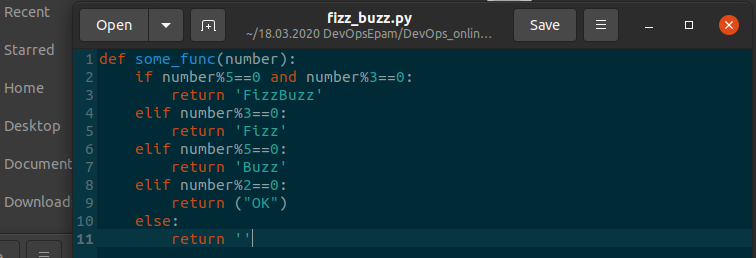 Recent
Starred
Home
Desktop
Document
Download
Open
fizz_buzz.py
~/18.03.2020 DevOpsEpam/DevOps_onlin...
Save
1 def some_func(number):
2     if number%5==0 and number%3==0:
3         return 'FizzBuzz'
4     elif number%3==0:
5         return 'Fizz'
6     elif number%5==0:
7         return 'Buzz'
8     elif number%2==0:
9         return ("OK")
10     else:
11         return ''